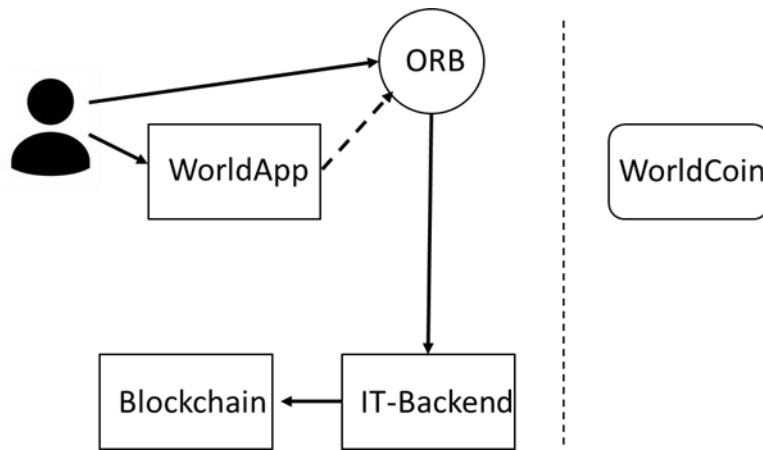 ORB
WorldApp
WorldCoin
Blockchain
IT-Backend